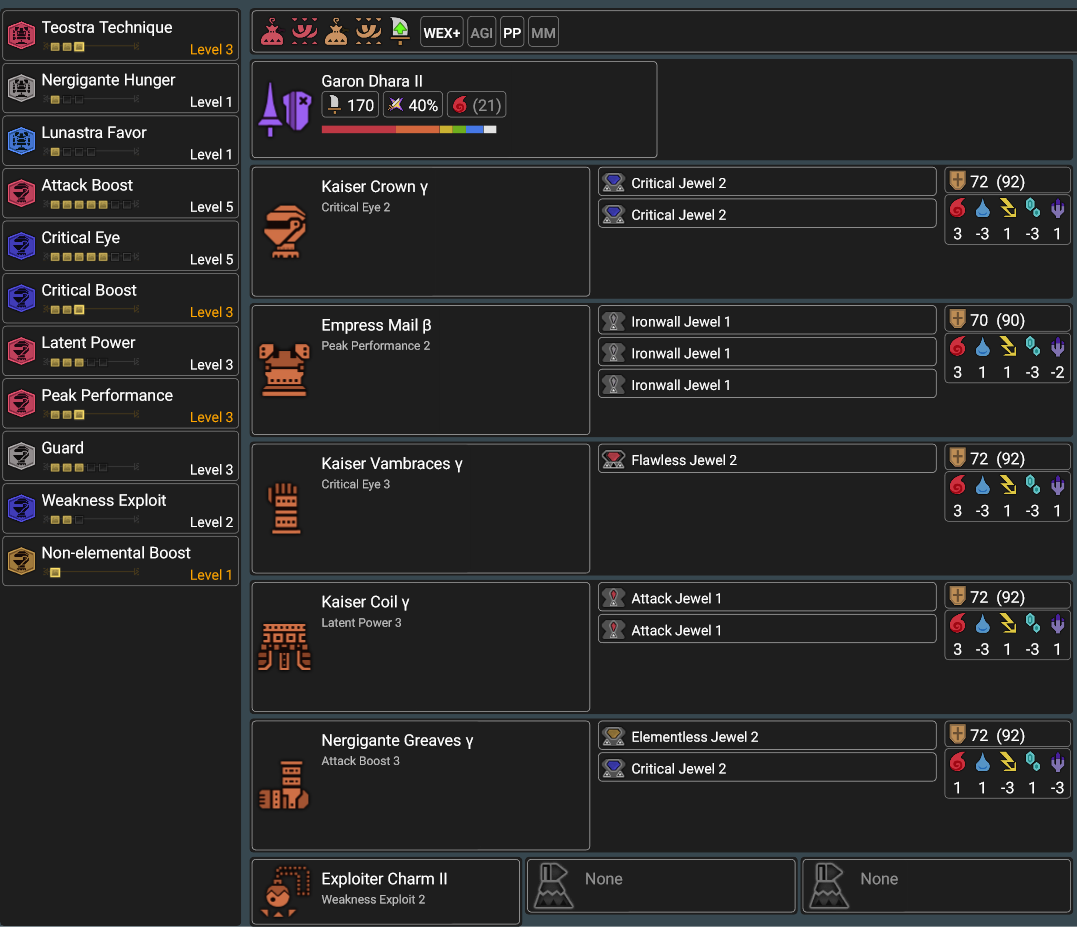 Teostra Technique
Level 3
Nergigante Hunger
Level 1
Lunastra Favor
Level 1
Attack Boost
Level 5
Critical Eye
Level 5
Critical Boost
Level 3
Latent Power
Level 3
Peak Performance
Level 3
Guard
Level 3
Weakness Exploit
Level 2
Non-elemental Boost
Level 1
WEX+ AGI PP MM
Garon Dhara II
170 40% (21)
Kaiser Crown γ
Critical Eye 2
Critical Jewel 2
Critical Jewel 2
72 (92)
3 -3 1 -3 1
Empress Mail β
Peak Performance 2
Ironwall Jewel 1
Ironwall Jewel 1
Ironwall Jewel 1
70 (90)
3 1 1 -3 -2
Kaiser Vambraces γ
Critical Eye 3
Flawless Jewel 2
72 (92)
3 -3 1 -3 1
Kaiser Coil γ
Latent Power 3
Attack Jewel 1
Attack Jewel 1
72 (92)
3 -3 1 -3 1
Nergigante Greaves γ
Attack Boost 3
Elementless Jewel 2
Critical Jewel 2
72 (92)
1 1 -3 1 -3
Exploiter Charm II
Weakness Exploit 2
None
None